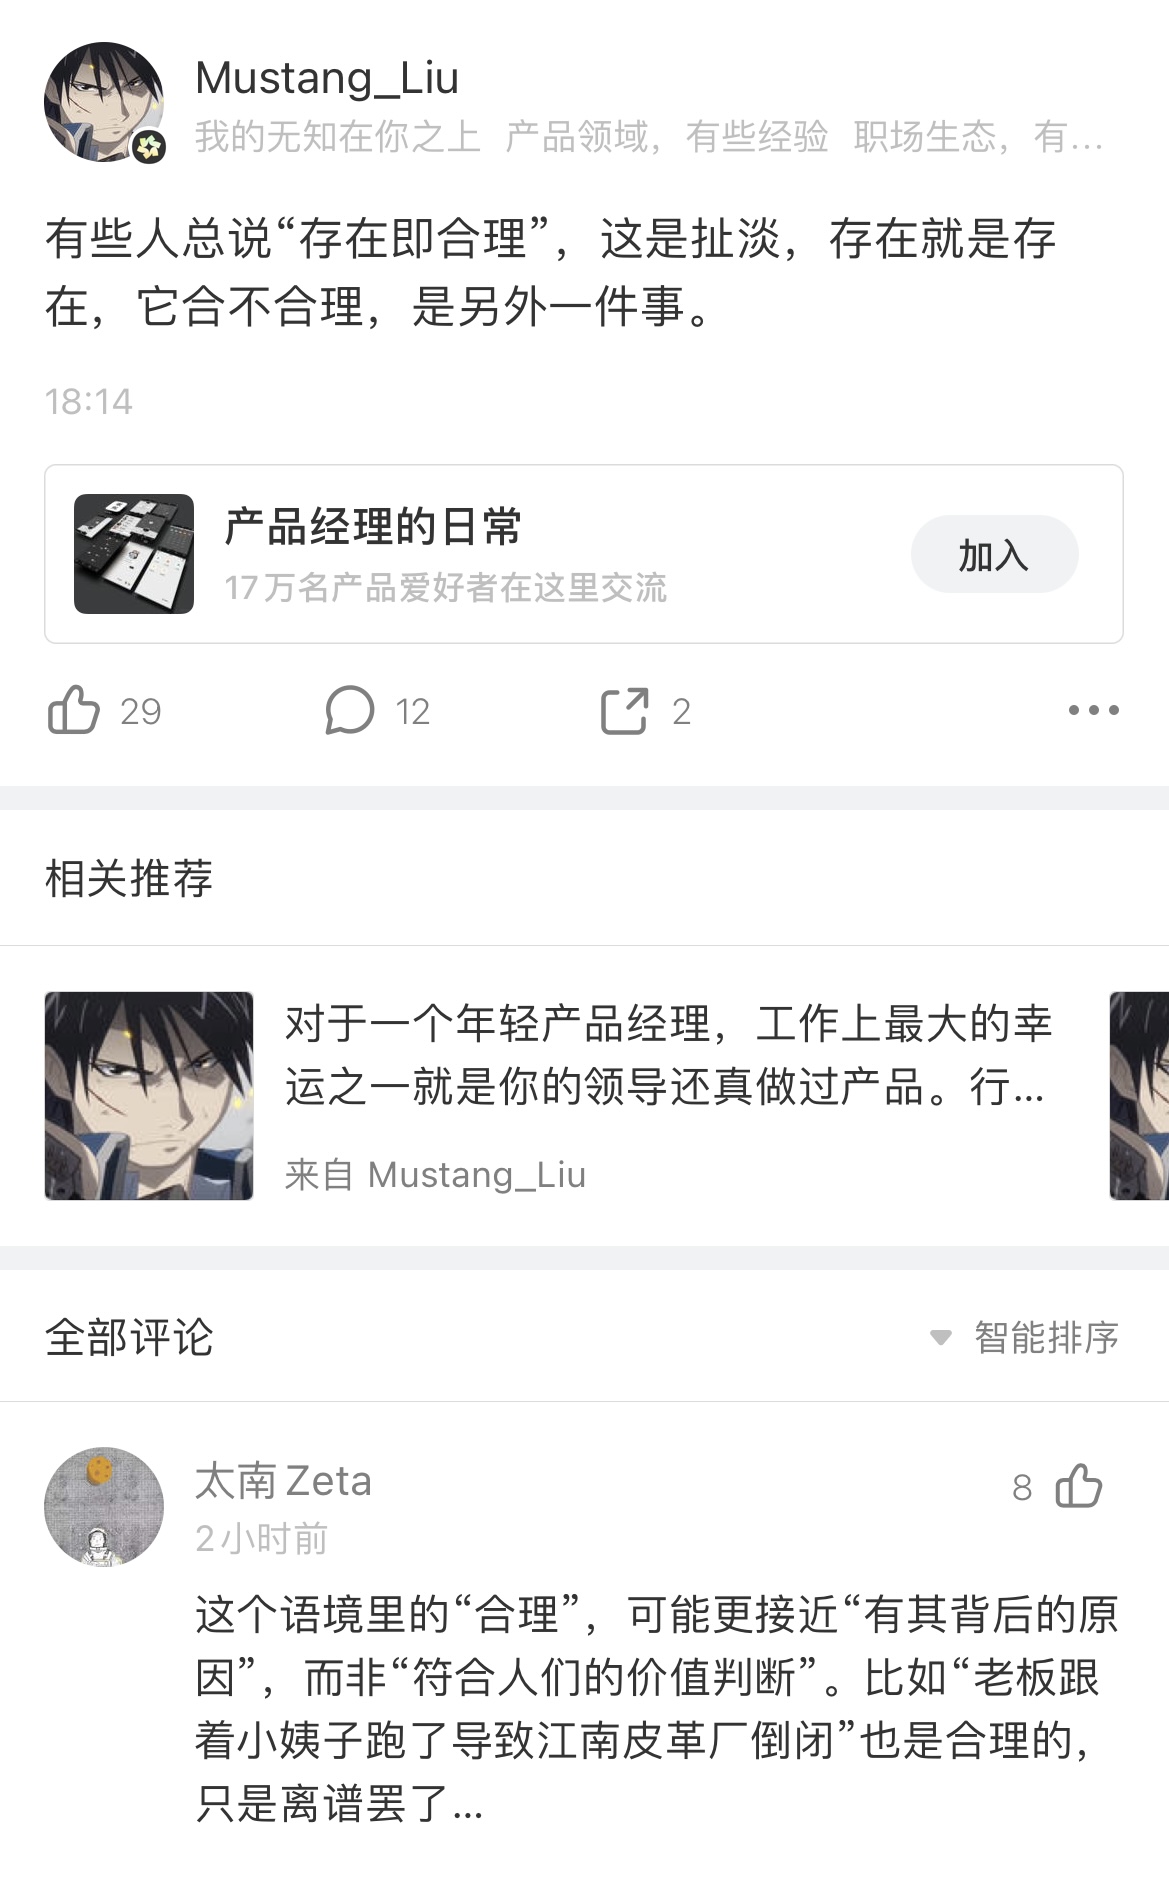 Mustang_Liu
我的无知在你之上 产品领域，有些经验 职场生态，有...
有些人总说“存在即合理”，这是扯淡，存在就是存
在，它合不合理，是另外一件事。
18:14
产品经理的日常
17万名产品爱好者在这里交流
加入
29
12
2
相关推荐
对于一个年轻产品经理，工作上最大的幸
运之一就是你的领导还真做过产品。行...
来自 Mustang_Liu
全部评论
智能排序
太南 Zeta
8
2小时前
这个语境里的“合理”，可能更接近“有其背后的原
因”，而非“符合人们的价值判断”。比如“老板跟
着小姨子跑了导致江南皮革厂倒闭”也是合理的，
只是离谱罢了...